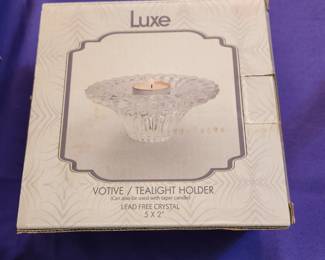 Luxe
VOTIVE / TEALIGHT HOLDER
(Can also be used with taper candle)
LEAD FREE CRYSTAL
5 X 2"